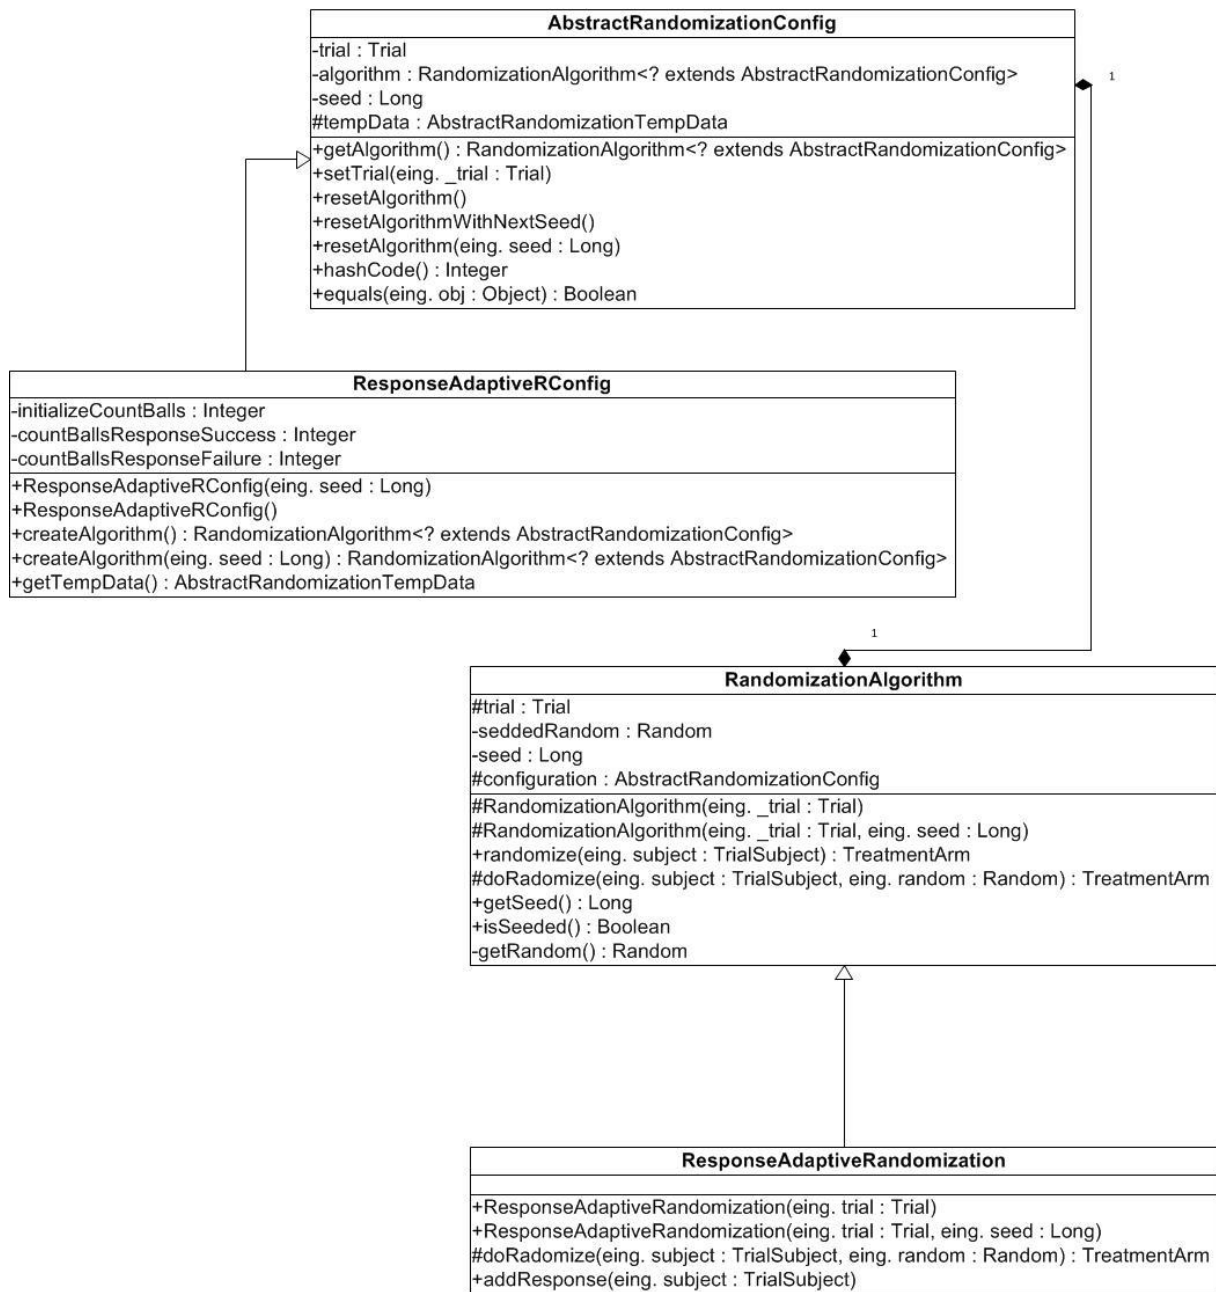 AbstractRandomizationConfig
-trial : Trial
-algorithm : RandomizationAlgorithm<? extends AbstractRandomizationConfig>
-seed : Long
#tempData : AbstractRandomizationTempData
+getAlgorithm() : RandomizationAlgorithm<? extends AbstractRandomizationConfig>
+setTrial(eing. _trial : Trial)
+resetAlgorithm()
+resetAlgorithmWithNextSeed()
+resetAlgorithm(eing. seed : Long)
+hashCode() : Integer
+equals(eing. obj : Object) : Boolean
1
ResponseAdaptiveRConfig
-initializeCountBalls : Integer
-countBallsResponseSuccess : Integer
-countBallsResponseFailure : Integer
+ResponseAdaptiveRConfig(eing. seed : Long)
+ResponseAdaptiveRConfig()
+createAlgorithm() : RandomizationAlgorithm<? extends AbstractRandomizationConfig>
+createAlgorithm(eing. seed : Long) : RandomizationAlgorithm<? extends AbstractRandomizationConfig>
+getTempData() : AbstractRandomizationTempData
1
RandomizationAlgorithm
#trial : Trial
-seddedRandom : Random
-seed : Long
#configuration : AbstractRandomizationConfig
#RandomizationAlgorithm(eing. _trial : Trial)
#RandomizationAlgorithm(eing. _trial : Trial, eing. seed : Long)
+randomize(eing. subject : TrialSubject) : TreatmentArm
#doRadomize(eing. subject : TrialSubject, eing. random : Random) : TreatmentArm
+getSeed() : Long
+isSeeded() : Boolean
-getRandom() : Random
ResponseAdaptiveRandomization
+ResponseAdaptiveRandomization(eing. trial : Trial)
+ResponseAdaptiveRandomization(eing. trial : Trial, eing. seed : Long)
#doRadomize(eing. subject : TrialSubject, eing. random : Random) : TreatmentArm
+addResponse(eing. subject : TrialSubject)